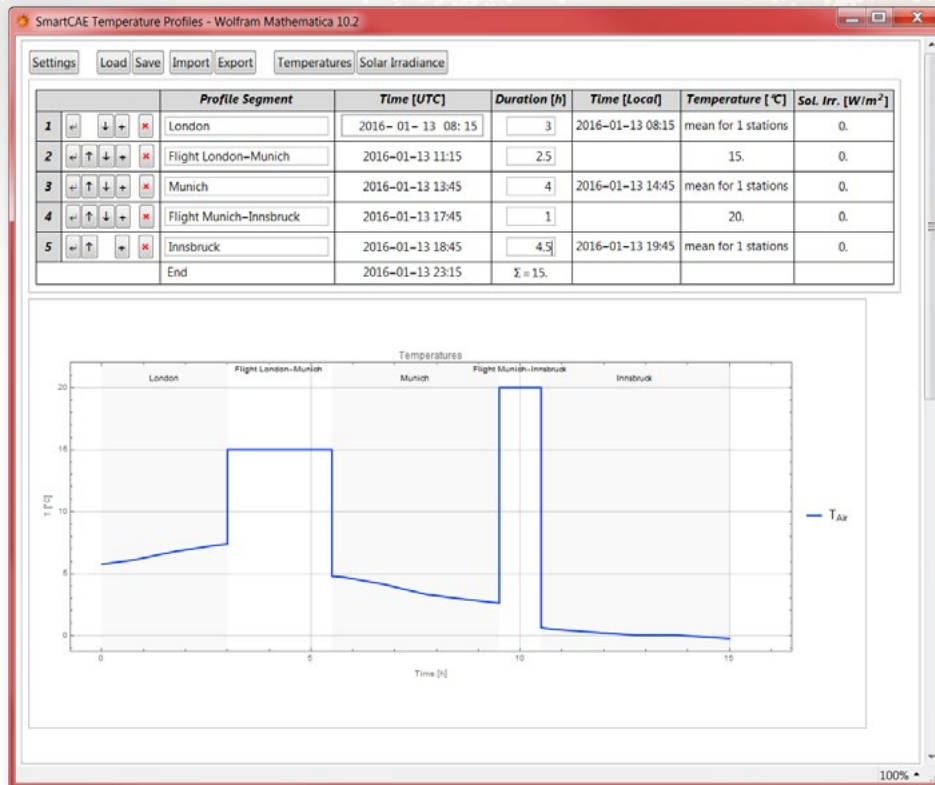 SmartCAE Temperature Profiles - Wolfram Mathematica 10.2
Settings Load Save Import Export Temperatures Solar Irradiance
Profile Segment Time [UTC] Duration [h] Time [Local] Temperature [°C] Sol. Irr. [W/m²]
1 London 2016-01-13 08:15 3 2016-01-13 08:15 mean for 1 stations 0.
2 Flight London-Munich 2016-01-13 11:15 2.5 15. 0.
3 Munich 2016-01-13 13:45 4 2016-01-13 14:45 mean for 1 stations 0.
4 Flight Munich-Innsbruck 2016-01-13 17:45 1 20. 0.
5 Innsbruck 2016-01-13 18:45 4.5 2016-01-13 19:45 mean for 1 stations 0.
End 2016-01-13 23:15 Σ = 15.
Temperatures
London Flight London-Munich Munich Flight Munich-Innsbruck Innsbruck
20
15
10
5
0
T [°C]
0 5 10 15
Time [h]
T Air
100%